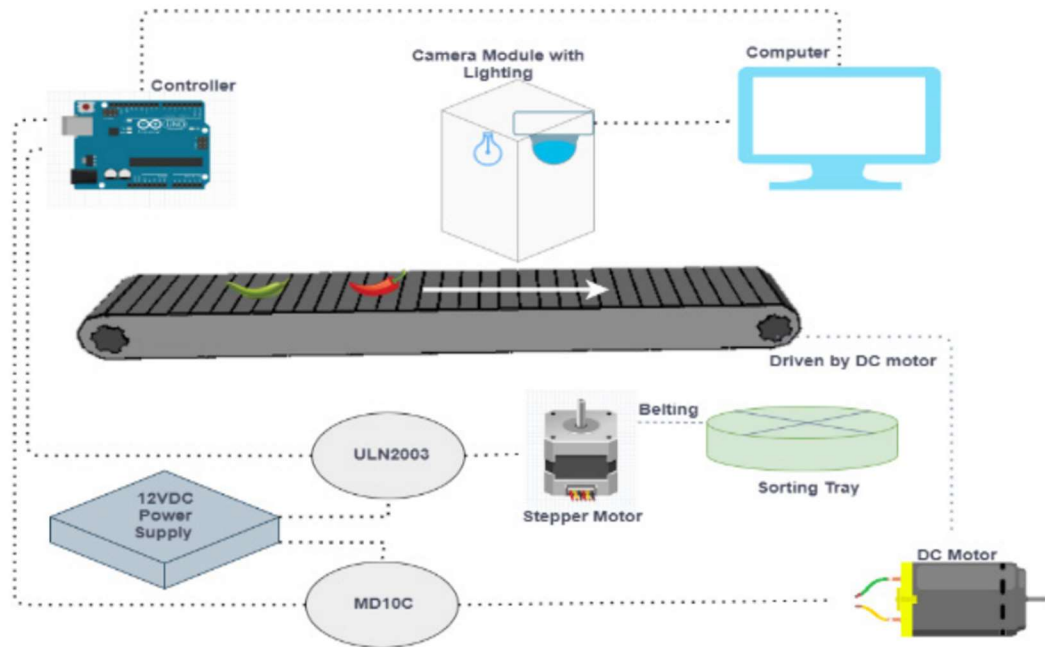 Camera Module with
Lighting
Computer
Controller
UNO
Driven by DC motor
Belting
ULN2003
12VDC
Power
Supply
Stepper Motor
Sorting Tray
DC Motor
MD10C